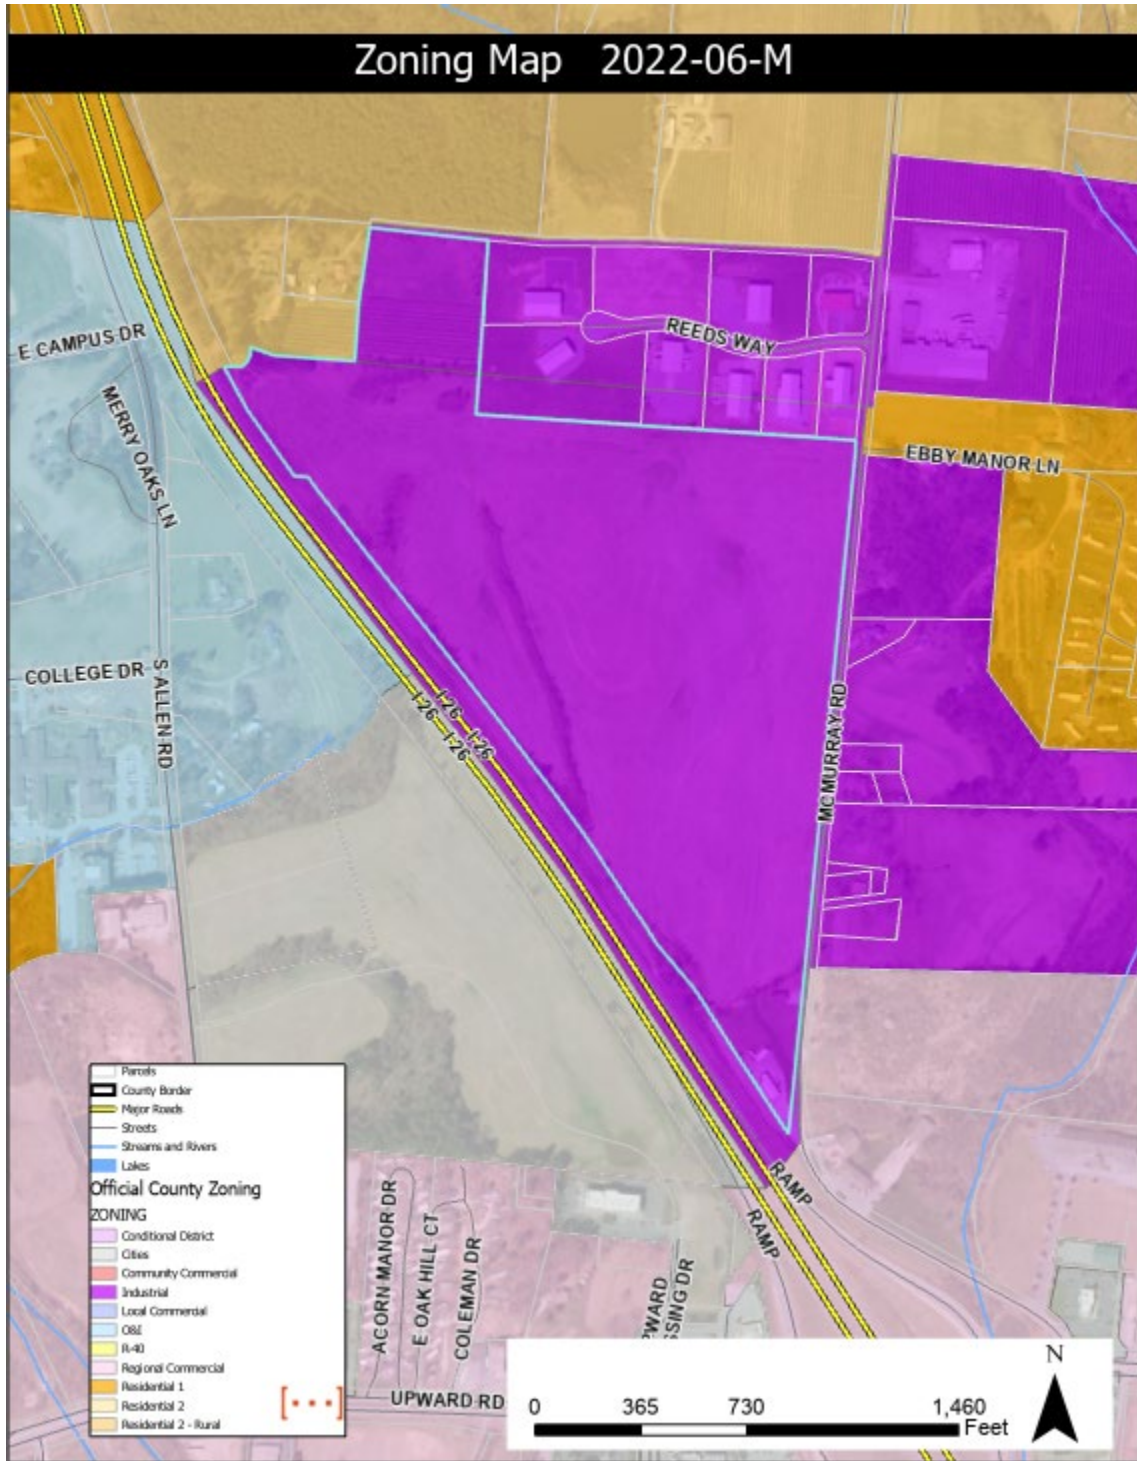 Zoning Map 2022-06-M
E CAMPUS DR
MERRY OAKS LN
REEDS WAY
EBBY MANOR LN
COLLEGE DR
S ALLEN RD
I-26
I-26
I-26
I-26
MCMURRAY RD
RAMP
RAMP
ACORN MANOR DR
E OAK HILL CT
COLEMAN DR
UPWARD RD
Parcels
County Border
Major Roads
Streets
Streams and Rivers
Lakes
Official County Zoning
ZONING
Conditional District
Cities
Community Commercial
Industrial
Local Commercial
O&I
R-40
Regional Commercial
Residential 1
Residential 2
Residential 2 - Rural
[...]
N
0 365 730 1,460
Feet